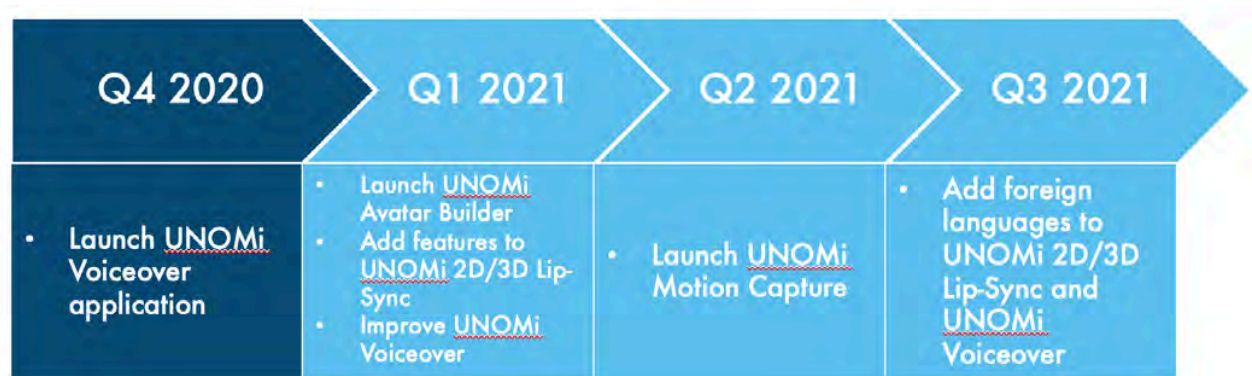 Q4 2020
Q1 2021
Q2 2021
Q3 2021
• Launch UNOMi
Voiceover
application
• Launch UNOMi
Avatar Builder
• Add features to
UNOMi 2D/3D Lip-
Sync
• Improve UNOMi
Voiceover
• Launch UNOMi
Motion Capture
• Add foreign
languages to
UNOMi 2D/3D
Lip-Sync and
UNOMi
Voiceover